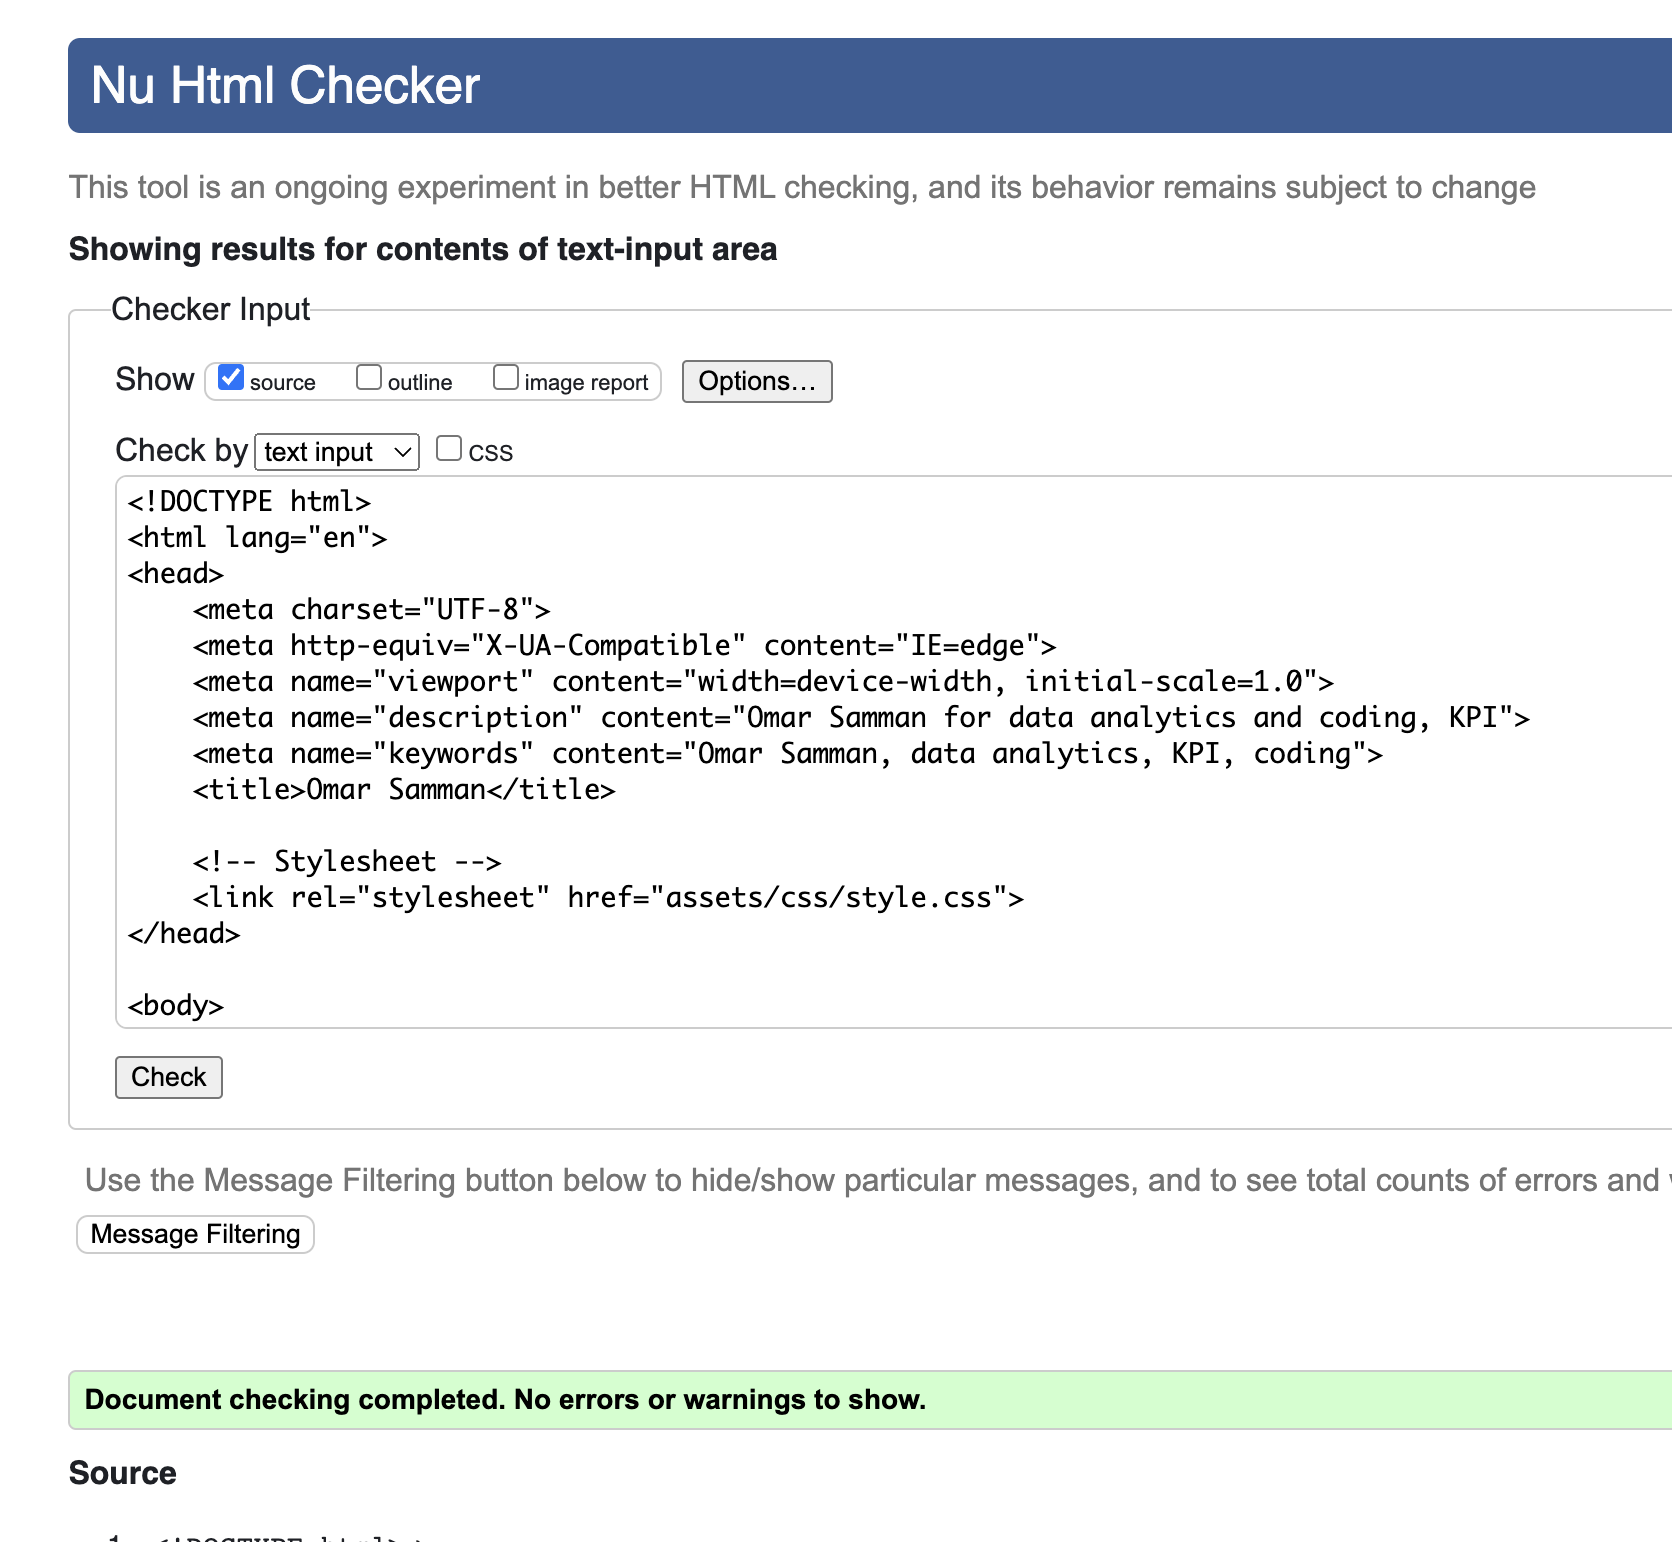 Nu Html Checker
This tool is an ongoing experiment in better HTML checking, and its behavior remains subject to change
Showing results for contents of text-input area
Checker Input
Show source outline image report Options...
Check by text input CSS
<!DOCTYPE html>
<html lang="en">
<head>
    <meta charset="UTF-8">
    <meta http-equiv="X-UA-Compatible" content="IE=edge">
    <meta name="viewport" content="width=device-width, initial-scale=1.0">
    <meta name="description" content="Omar Samman for data analytics and coding, KPI">
    <meta name="keywords" content="Omar Samman, data analytics, KPI, coding">
    <title>Omar Samman</title>
    <!-- Stylesheet -->
    <link rel="stylesheet" href="assets/css/style.css">
</head>
<body>
Check
Use the Message Filtering button below to hide/show particular messages, and to see total counts of errors and
Message Filtering
Document checking completed. No errors or warnings to show.
Source
1. <!DOCTYPE html>